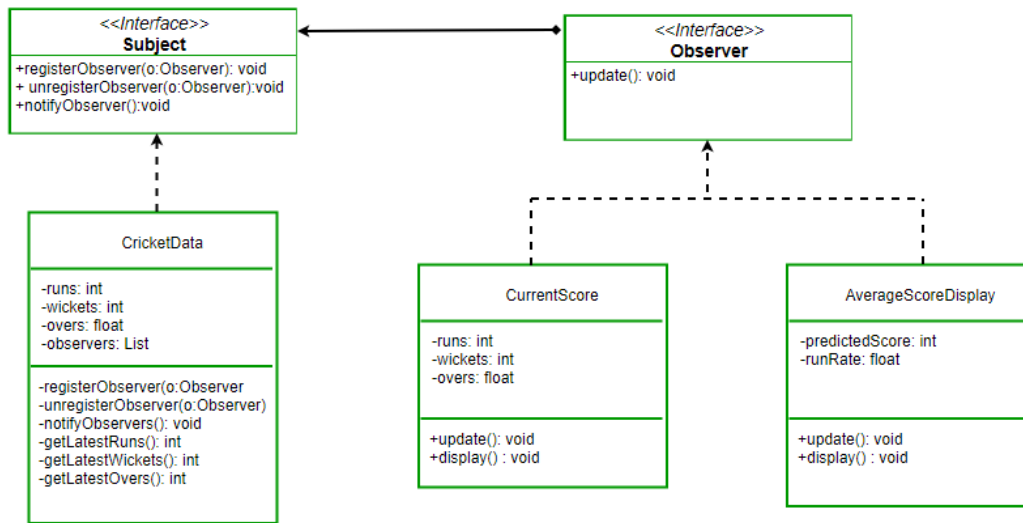 <<Interface>>
Subject
+registerObserver(o:Observer): void
+ unregisterObserver(o:Observer):void
+notifyObserver():void
<<Interface>>
Observer
+update(): void
CricketData
-runs: int
-wickets: int
-overs: float
-observers: List
-registerObserver(o:Observer
-unregisterObserver(o:Observer)
-notifyObservers(): void
-getLatestRuns(): int
-getLatestWickets(): int
-getLatestOvers(): int
CurrentScore
-runs: int
-wickets: int
-overs: float
+update(): void
+display() : void
AverageScoreDisplay
-predictedScore: int
-runRate: float
+update(): void
+display() : void